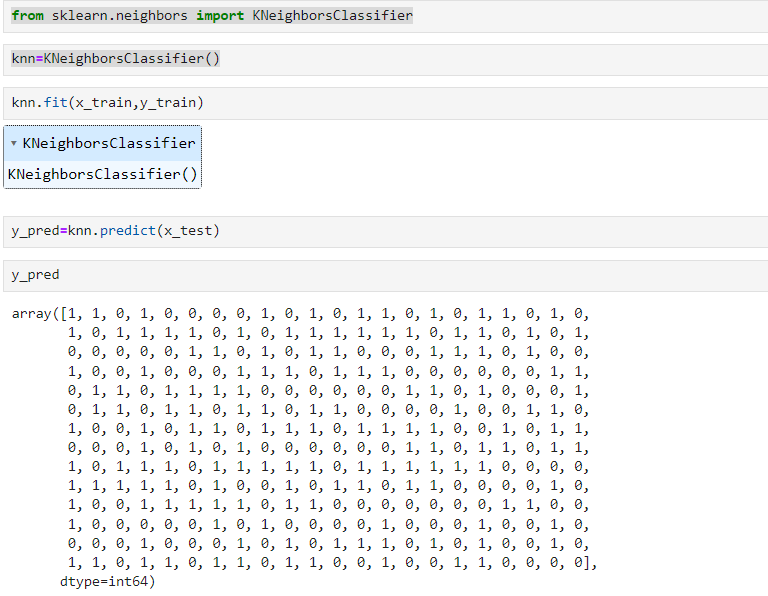 from sklearn.neighbors import KNeighborsClassifier
knn=KNeighborsClassifier()
knn.fit(x_train,y_train)
▾ KNeighborsClassifier
KNeighborsClassifier()
y_pred=knn.predict(x_test)
y_pred
array([1, 1, 0, 1, 0, 0, 0, 0, 1, 0, 1, 0, 1, 1, 0, 1, 0, 1, 1, 0, 1, 0,
1, 0, 1, 1, 1, 1, 0, 1, 0, 1, 1, 1, 1, 1, 1, 0, 1, 1, 0, 1, 0, 1,
0, 0, 0, 0, 0, 1, 1, 0, 1, 0, 1, 1, 0, 0, 0, 1, 1, 1, 0, 1, 0, 0,
1, 0, 0, 1, 0, 0, 0, 1, 1, 1, 0, 1, 1, 1, 0, 0, 0, 0, 0, 0, 1, 1,
0, 1, 1, 0, 1, 1, 1, 1, 0, 0, 0, 0, 0, 0, 1, 1, 0, 1, 0, 0, 0, 1,
0, 1, 1, 0, 1, 1, 0, 1, 1, 0, 1, 1, 0, 0, 0, 0, 1, 0, 0, 1, 1, 0,
1, 0, 0, 1, 0, 1, 1, 0, 1, 1, 1, 0, 1, 1, 1, 1, 0, 0, 1, 0, 1, 1,
0, 0, 0, 1, 0, 1, 0, 1, 0, 0, 0, 0, 0, 0, 1, 1, 0, 1, 1, 0, 1, 1,
1, 0, 1, 1, 1, 0, 1, 1, 1, 1, 1, 0, 1, 1, 1, 1, 1, 1, 0, 0, 0, 0,
1, 1, 1, 1, 1, 0, 1, 0, 0, 1, 0, 1, 1, 0, 1, 1, 0, 0, 0, 0, 1, 0,
1, 0, 0, 1, 1, 1, 1, 1, 0, 1, 1, 0, 0, 0, 0, 0, 0, 0, 1, 1, 0, 0,
1, 0, 0, 0, 0, 0, 1, 0, 1, 0, 0, 0, 0, 1, 0, 0, 0, 1, 0, 0, 1, 0,
0, 0, 0, 1, 0, 0, 0, 1, 0, 1, 0, 1, 1, 1, 0, 1, 0, 1, 0, 0, 1, 0,
1, 1, 0, 1, 1, 0, 1, 1, 0, 1, 1, 0, 0, 1, 0, 0, 1, 1, 0, 0, 0, 0],
dtype=int64)